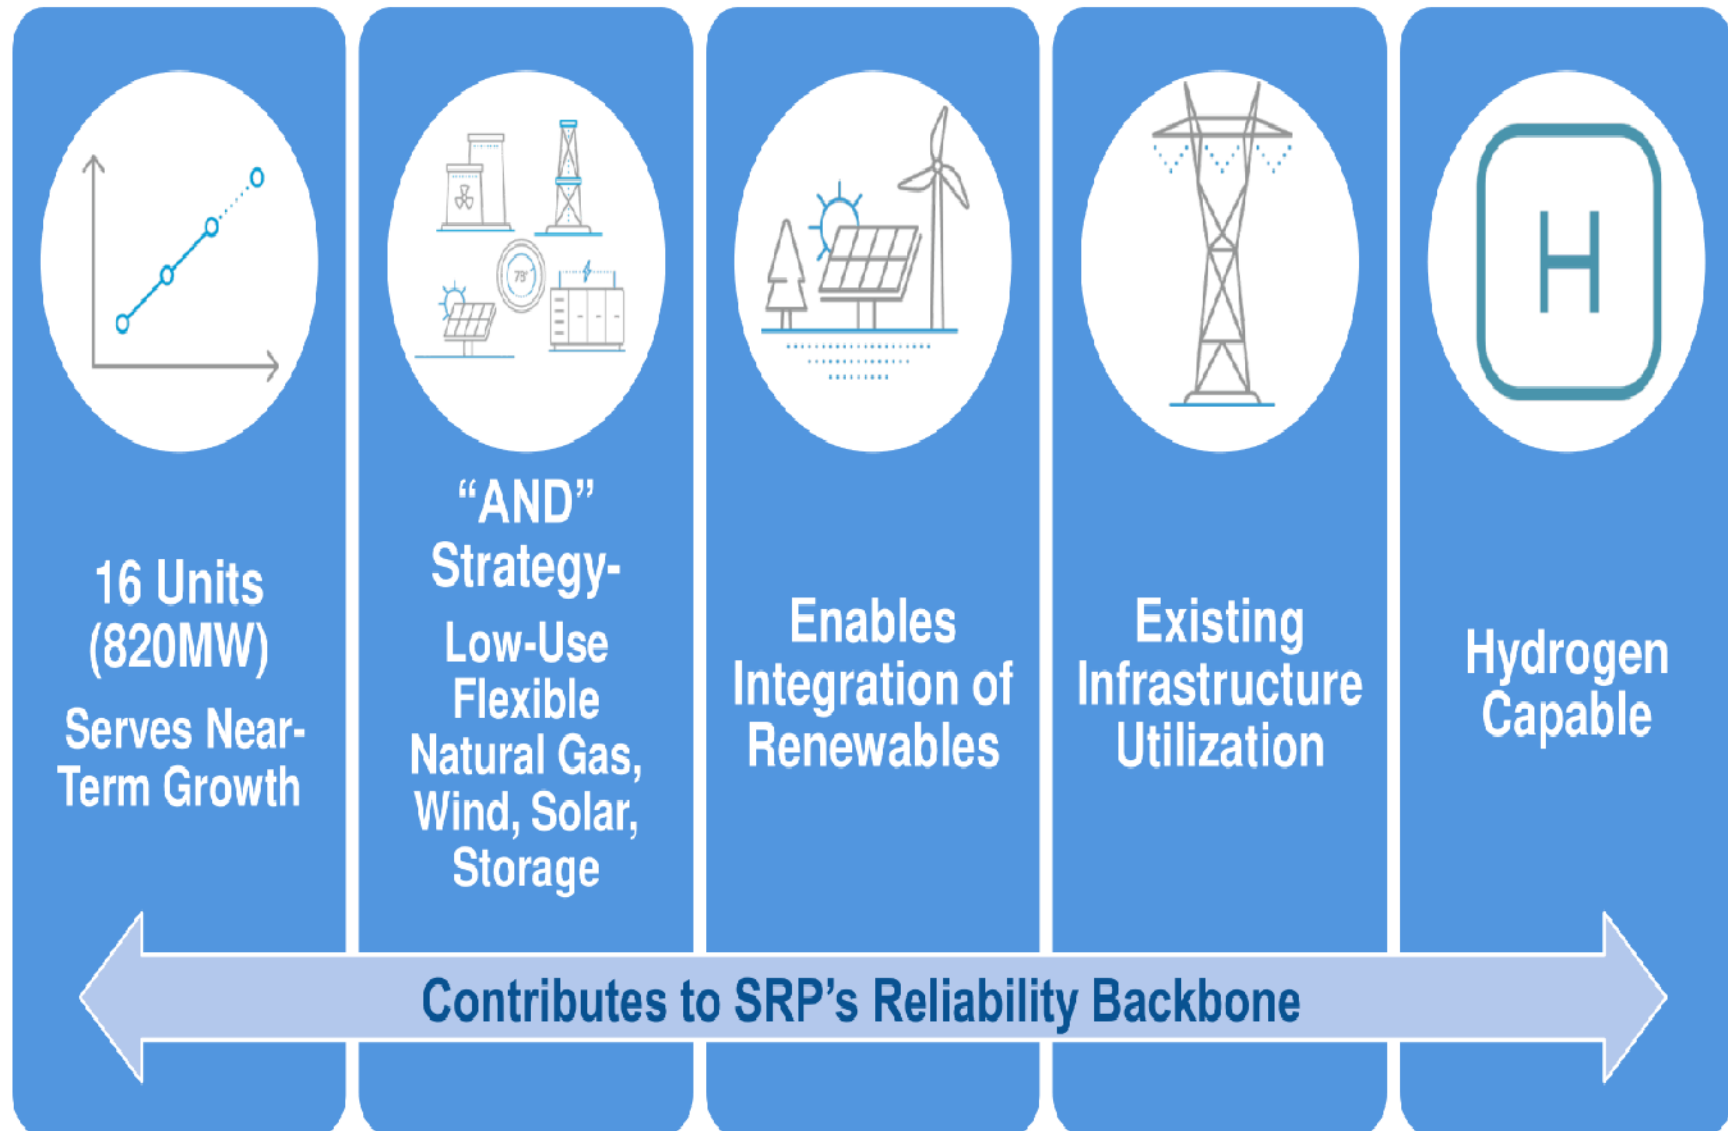 16 Units
(820MW)
Serves Near-
Term Growth
“AND”
Strategy-
Low-Use
Flexible
Natural Gas,
Wind, Solar,
Storage
78°
Enables
Integration of
Renewables
Existing
Infrastructure
Utilization
H
Hydrogen
Capable
Contributes to SRP’s Reliability Backbone